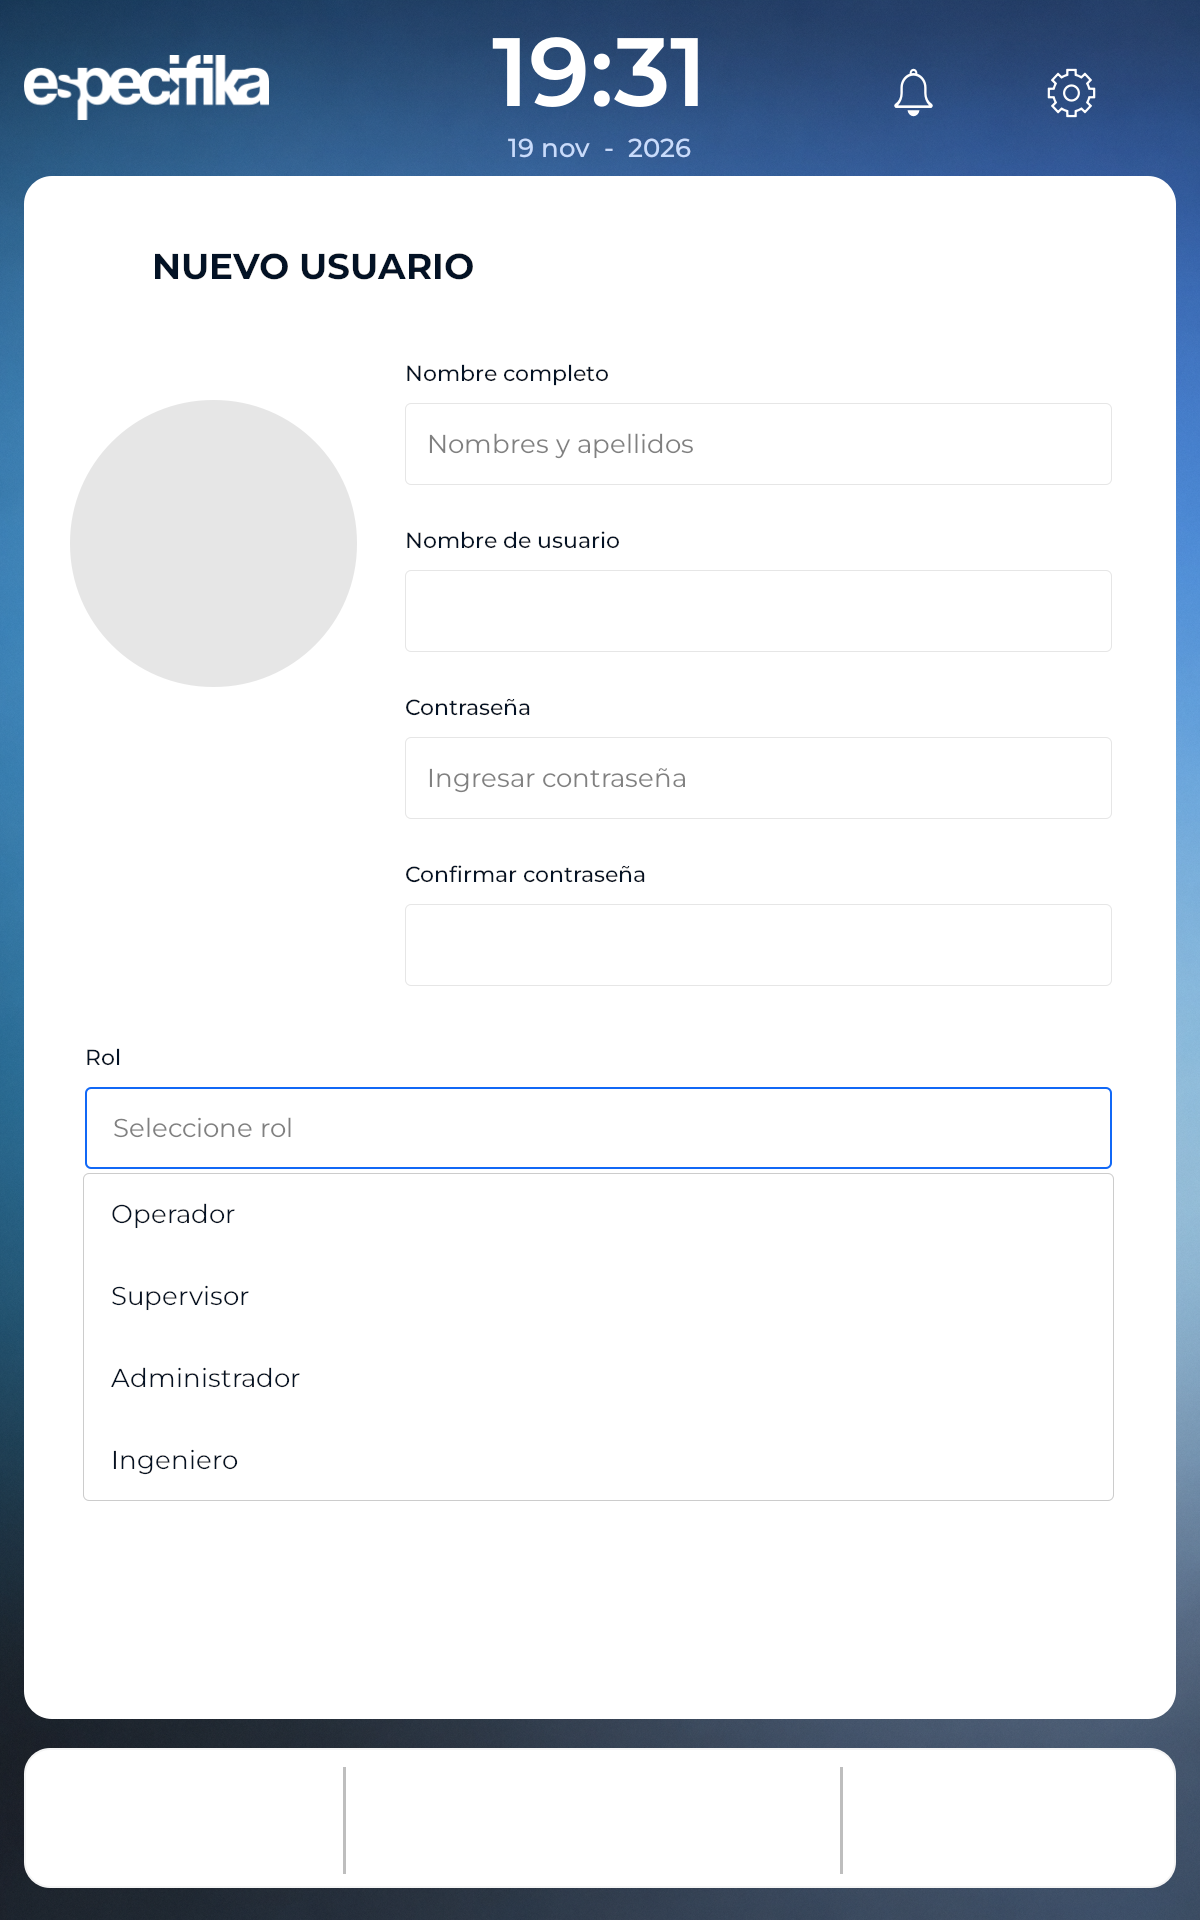 especifika
19:31
19 nov - 2026
NUEVO USUARIO
Nombre completo
Nombres y apellidos
Nombre de usuario
Contraseña
Ingresar contraseña
Confirmar contraseña
Rol
Seleccione rol
Operador
Supervisor
Administrador
Ingeniero